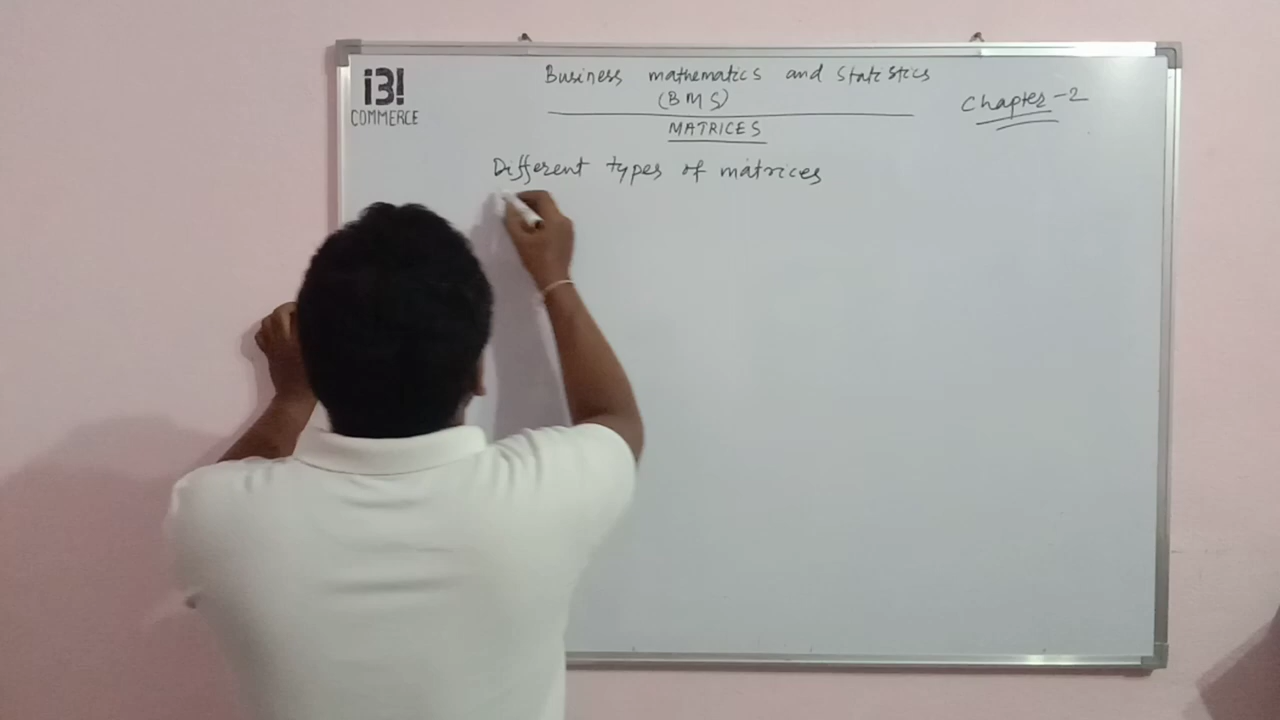 i3!
COMMERCE
Business mathematics and Statistics
(BMS)
Chapter-2
MATRICES
Different types of matrices